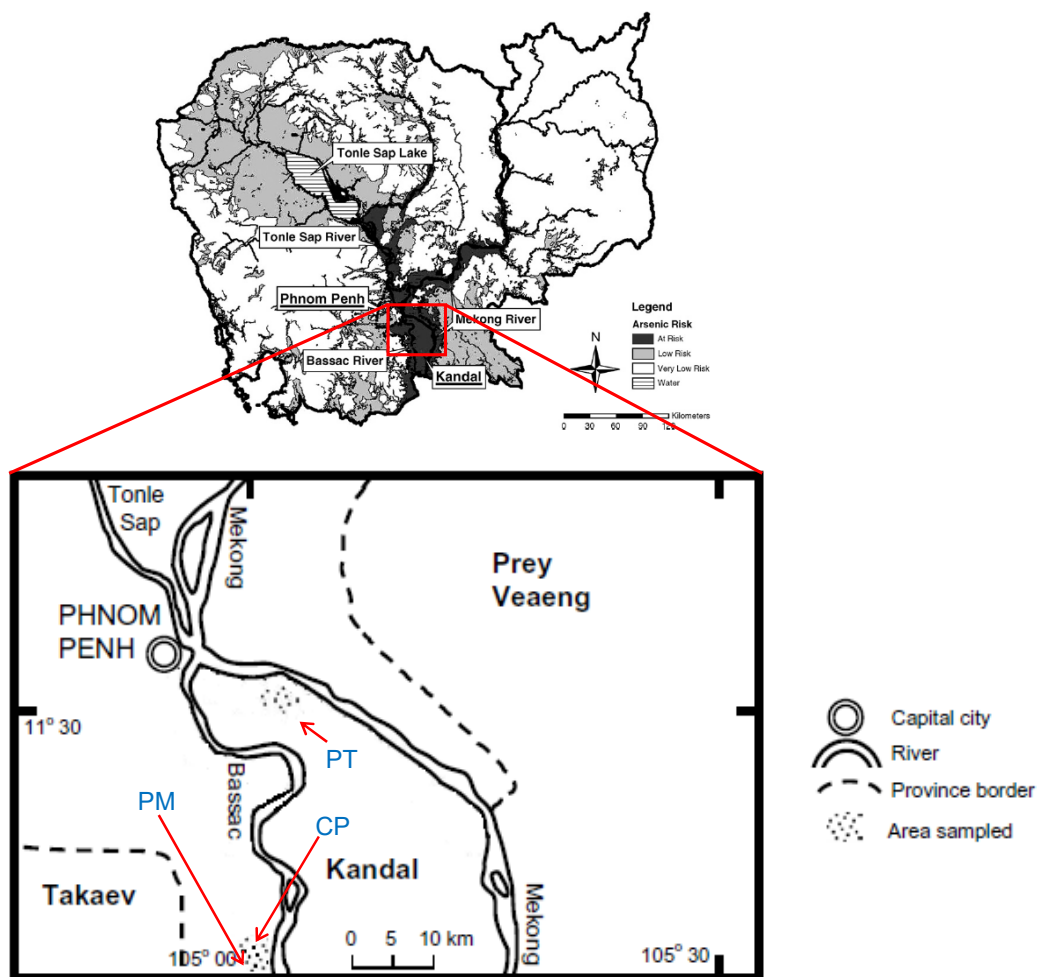 Tonle Sap Lake
Tonle Sap River
Phnom Penh
Mekong River
Bassac River
Kandal
N
Legend
Arsenic Risk
At Risk
Low Risk
Very Low Risk
Water
Kilometers
0 30 60 90 120
Tonle
Sap
Mekong
Prey
Veaeng
PHNOM
PENH
11° 30
PT
Bassac
PM
CP
Kandal
Takaev
Mekong
0 5 10 km
105° 00
105° 30
Capital city
River
Province border
Area sampled